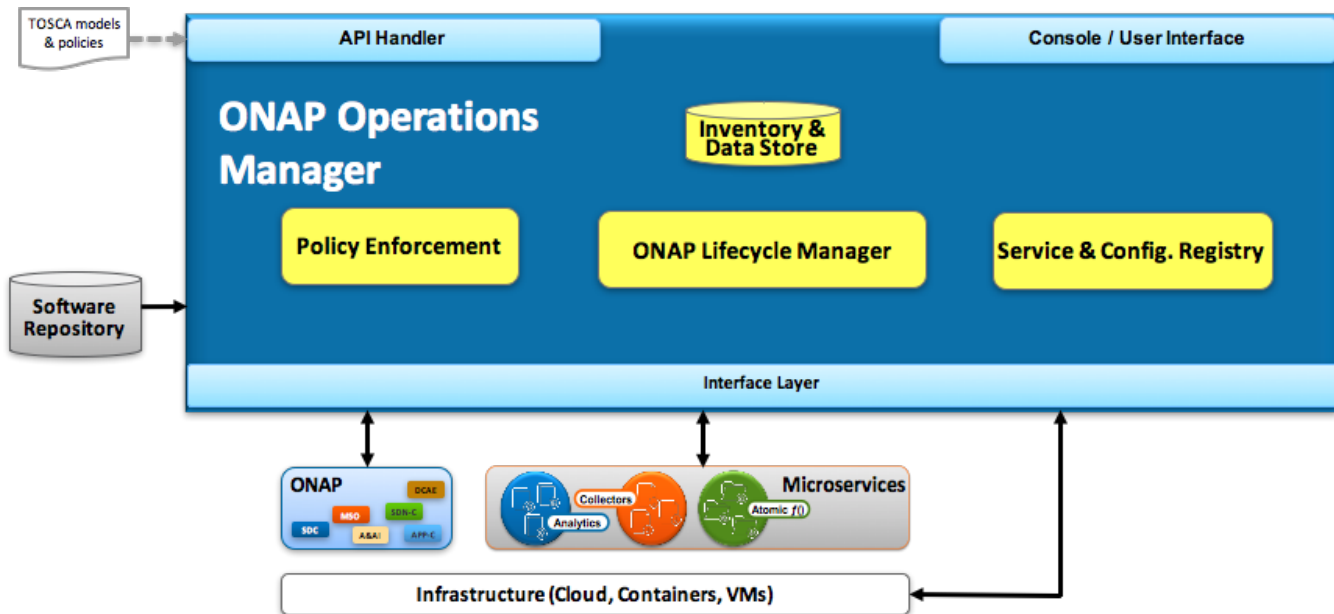 TOSCA models
& policies
API Handler
Console / User Interface
ONAP Operations
Manager
Inventory &
Data Store
Policy Enforcement
ONAP Lifecycle Manager
Service & Config. Registry
Software
Repository
Interface Layer
ONAP
DCAE
MSO
SDN-C
SDC
A&AI
APP-C
Microservices
Collectors
Analytics
Atomic f()
Infrastructure (Cloud, Containers, VMs)